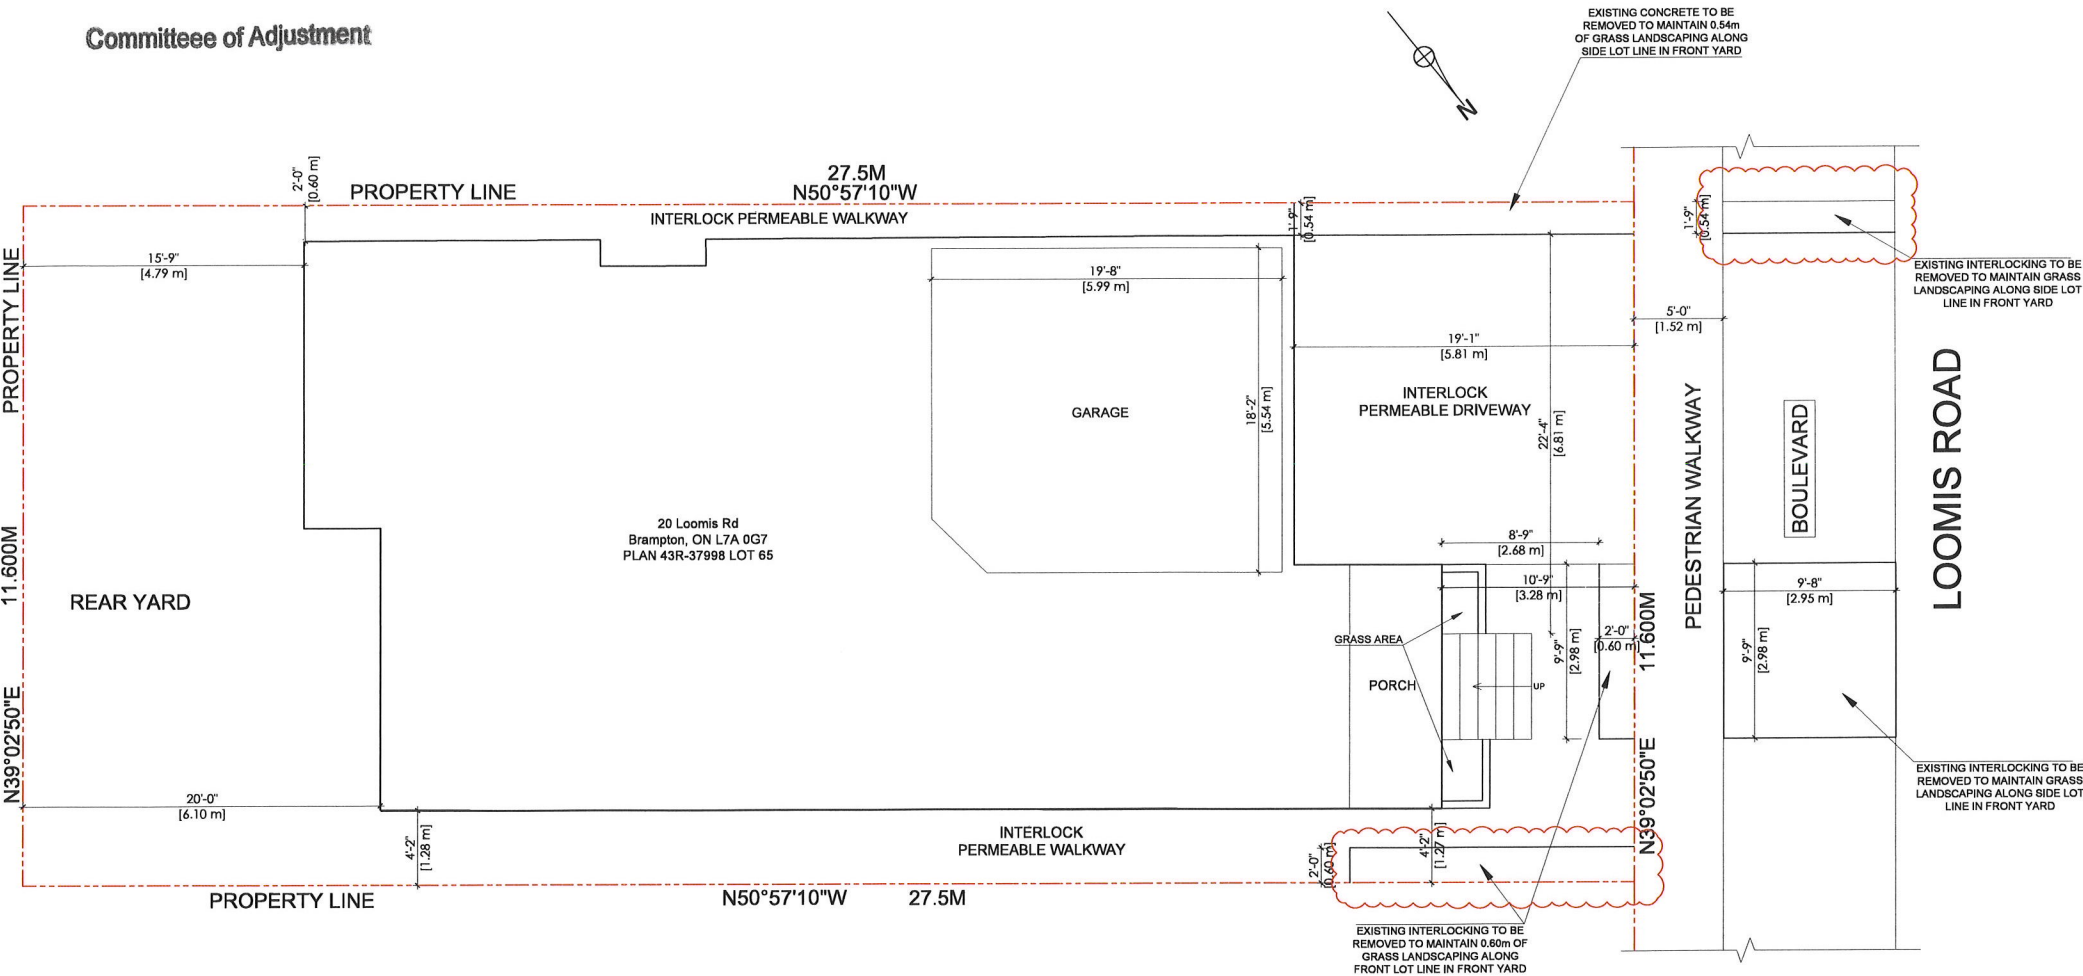 Committeee of Adjustment
EXISTING CONCRETE TO BE
REMOVED TO MAINTAIN 0.54m
OF GRASS LANDSCAPING ALONG
SIDE LOT LINE IN FRONT YARD
N
2'-0"
[0.60 m]
PROPERTY LINE
27.5M
N50°57'10"W
INTERLOCK PERMEABLE WALKWAY
1'-9"
[0.54 m]
1'-9"
[0.54 m]
EXISTING INTERLOCKING TO BE
REMOVED TO MAINTAIN GRASS
LANDSCAPING ALONG SIDE LOT
LINE IN FRONT YARD
PROPERTY LINE
11.600M
N39°02'50"E
15'-9"
[4.79 m]
19'-8"
[5.99 m]
18'-2"
[5.54 m]
GARAGE
19'-1"
[5.81 m]
INTERLOCK
PERMEABLE DRIVEWAY
22'-4"
[6.81 m]
5'-0"
[1.52 m]
PEDESTRIAN WALKWAY
BOULEVARD
LOOMIS ROAD
20 Loomis Rd
Brampton, ON L7A 0G7
PLAN 43R-37998 LOT 65
REAR YARD
8'-9"
[2.68 m]
10'-9"
[3.28 m]
9'-9"
[2.98 m]
2'-0"
[0.60 m]
11.600M
N39°02'50"E
9'-8"
[2.95 m]
9'-9"
[2.98 m]
GRASS AREA
PORCH
UP
EXISTING INTERLOCKING TO BE
REMOVED TO MAINTAIN GRASS
LANDSCAPING ALONG SIDE LOT
LINE IN FRONT YARD
20'-0"
[6.10 m]
4'-2"
[1.28 m]
INTERLOCK
PERMEABLE WALKWAY
2'-0"
[0.60 m]
4'-2"
[1.27 m]
PROPERTY LINE
N50°57'10"W
27.5M
EXISTING INTERLOCKING TO BE
REMOVED TO MAINTAIN 0.60m OF
GRASS LANDSCAPING ALONG
FRONT LOT LINE IN FRONT YARD